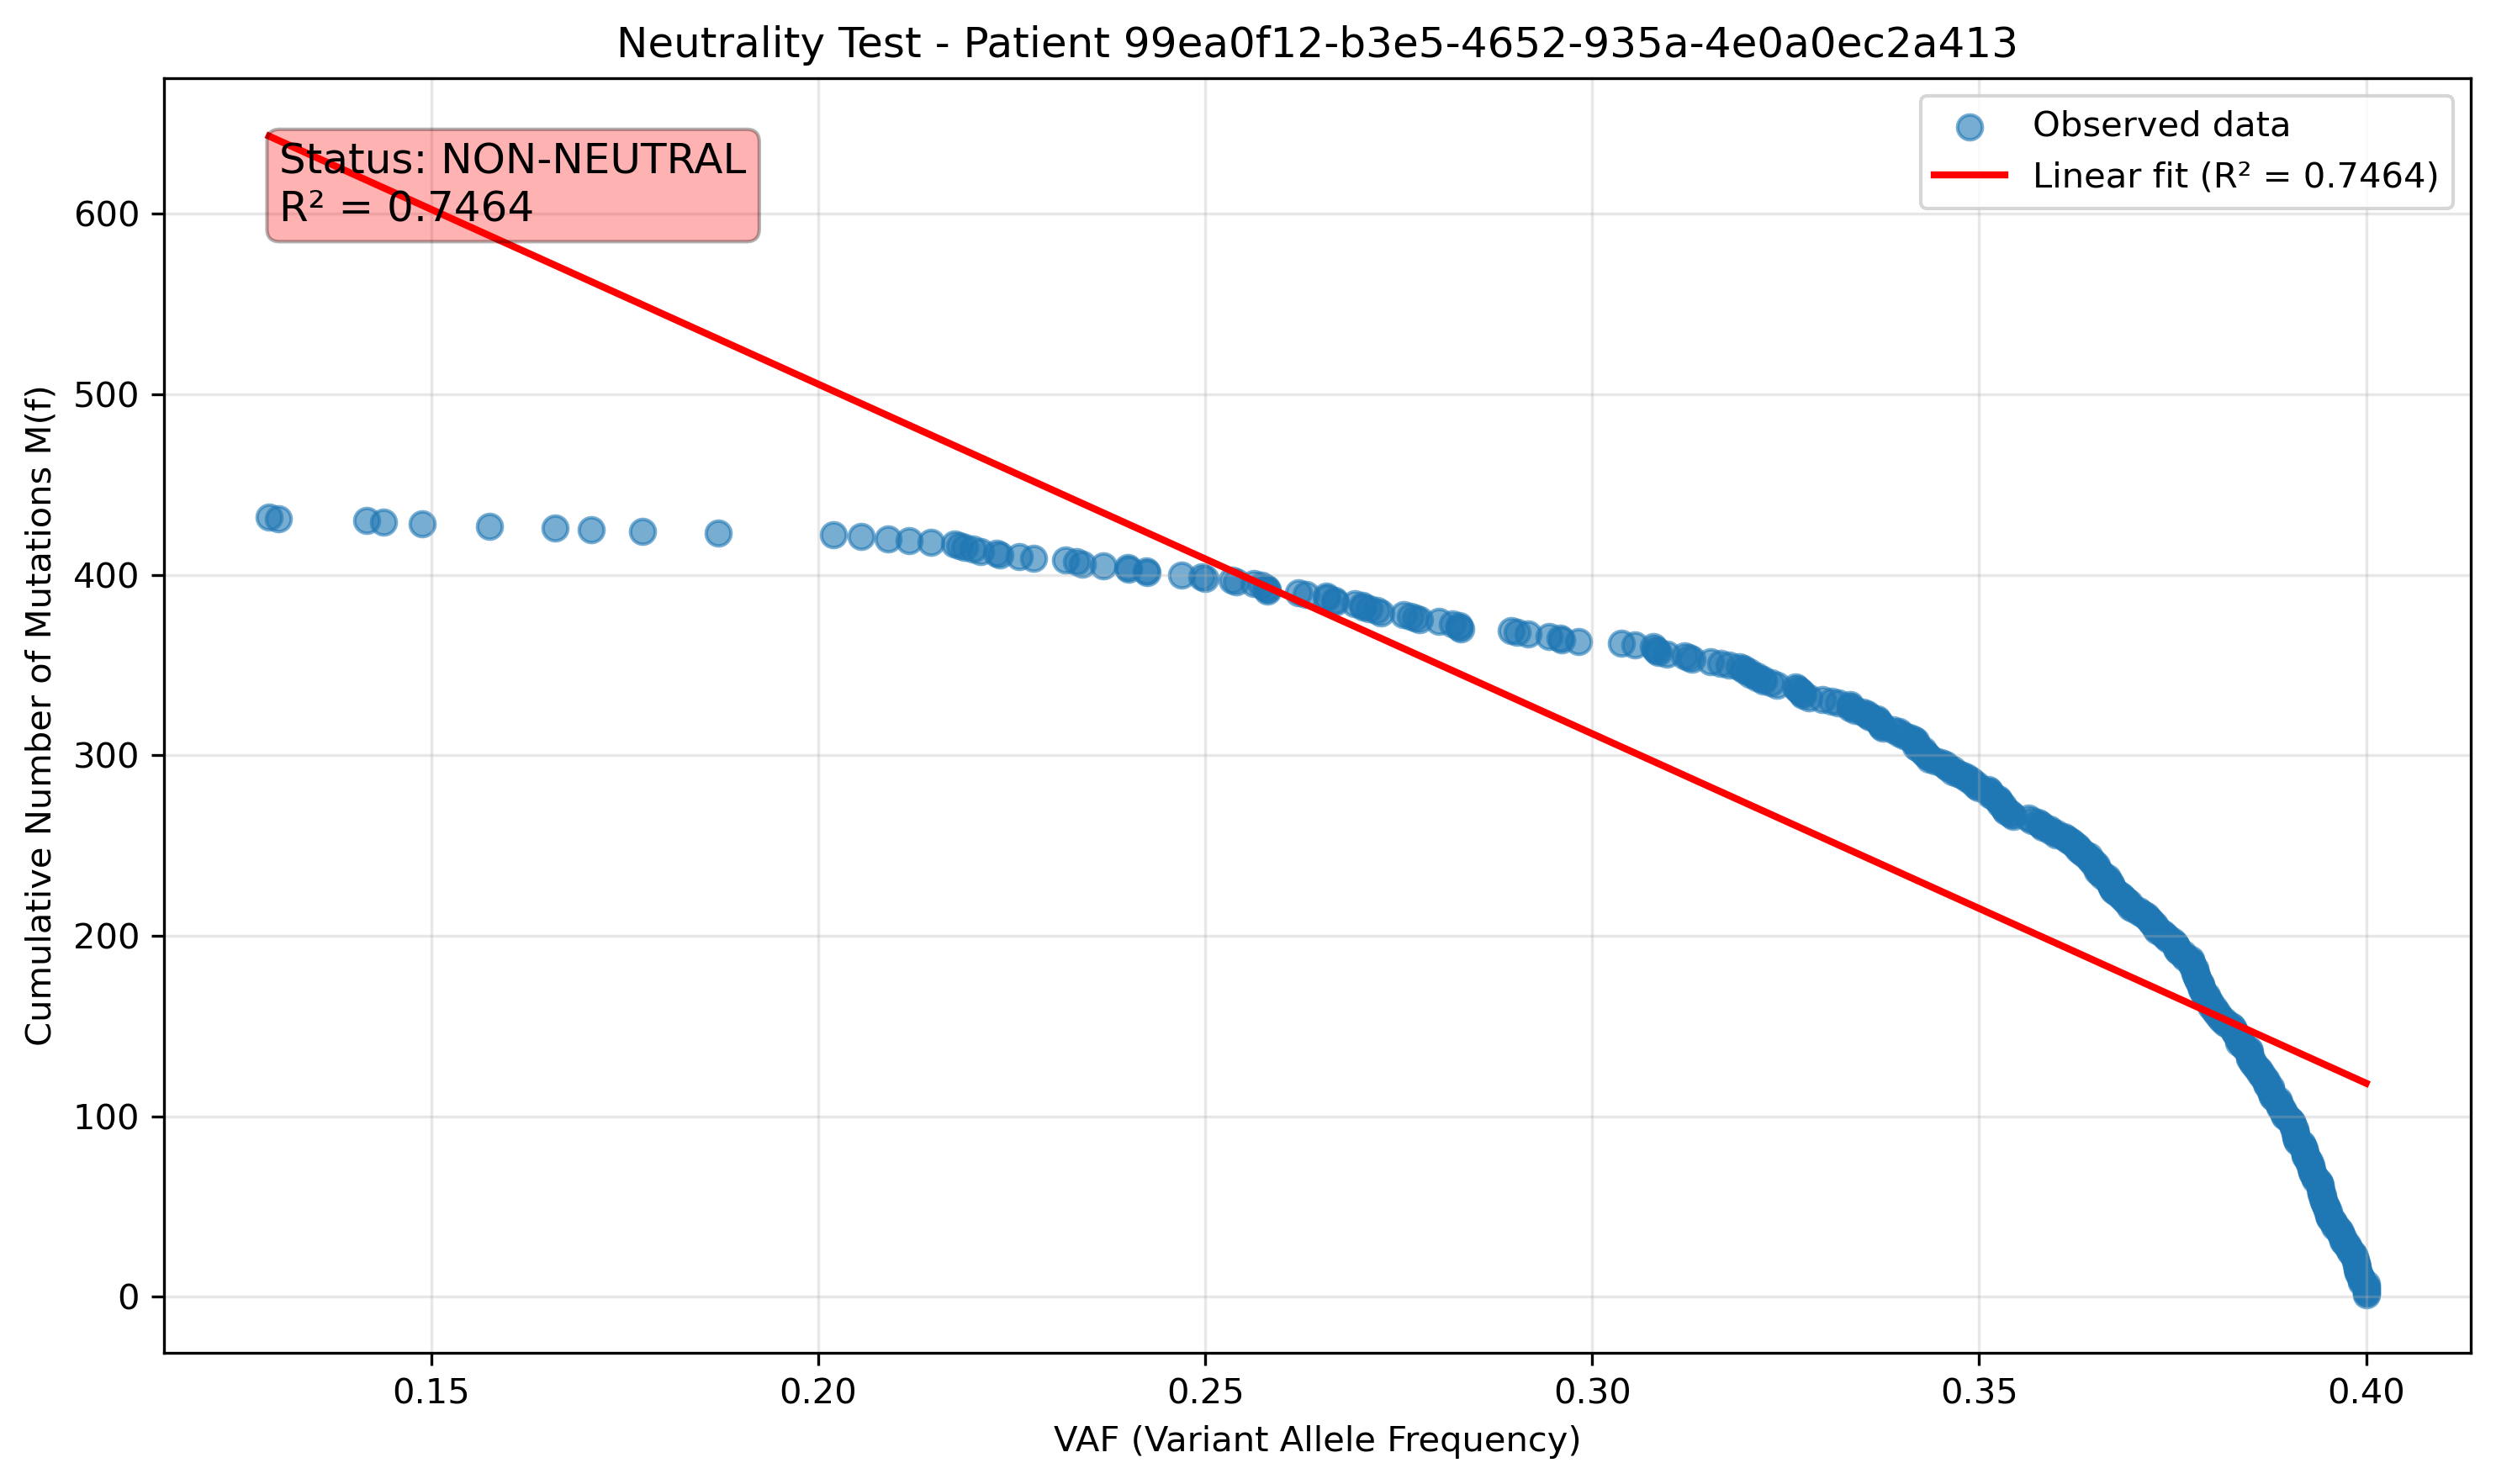 Neutrality Test - Patient 99ea0f12-b3e5-4652-935a-4e0a0ec2a413
Status: NON-NEUTRAL
R² = 0.7464
Observed data
Linear fit (R² = 0.7464)
Cumulative Number of Mutations M(f)
600
500
400
300
200
100
0
0.15
0.20
0.25
0.30
0.35
0.40
VAF (Variant Allele Frequency)